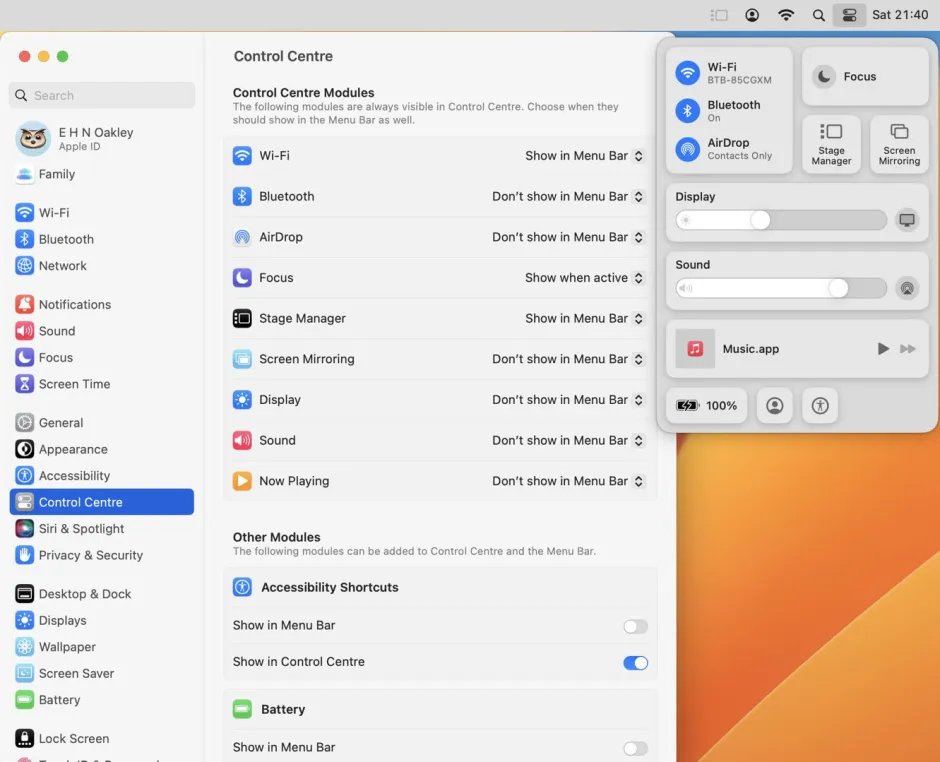 Sat 21:40
Search
E H N Oakley
Apple ID
Family
Wi-Fi
Bluetooth
Network
Notifications
Sound
Focus
Screen Time
General
Appearance
Accessibility
Control Centre
Siri & Spotlight
Privacy & Security
Desktop & Dock
Displays
Wallpaper
Screen Saver
Battery
Lock Screen
Control Centre
Control Centre Modules
The following modules are always visible in Control Centre. Choose when they
should show in the Menu Bar as well.
Wi-Fi Show in Menu Bar
Bluetooth Don't show in Menu Bar
AirDrop Don't show in Menu Bar
Focus Show when active
Stage Manager Show in Menu Bar
Screen Mirroring Don't show in Menu Bar
Display Don't show in Menu Bar
Sound Don't show in Menu Bar
Now Playing Don't show in Menu Bar
Other Modules
The following modules can be added to Control Centre and the Menu Bar.
Accessibility Shortcuts
Show in Menu Bar
Show in Control Centre
Battery
Show in Menu Bar
Wi-Fi
BTB-85CGXM
Bluetooth
On
AirDrop
Contacts Only
Focus
Stage
Manager
Screen
Mirroring
Display
Sound
Music.app
100%